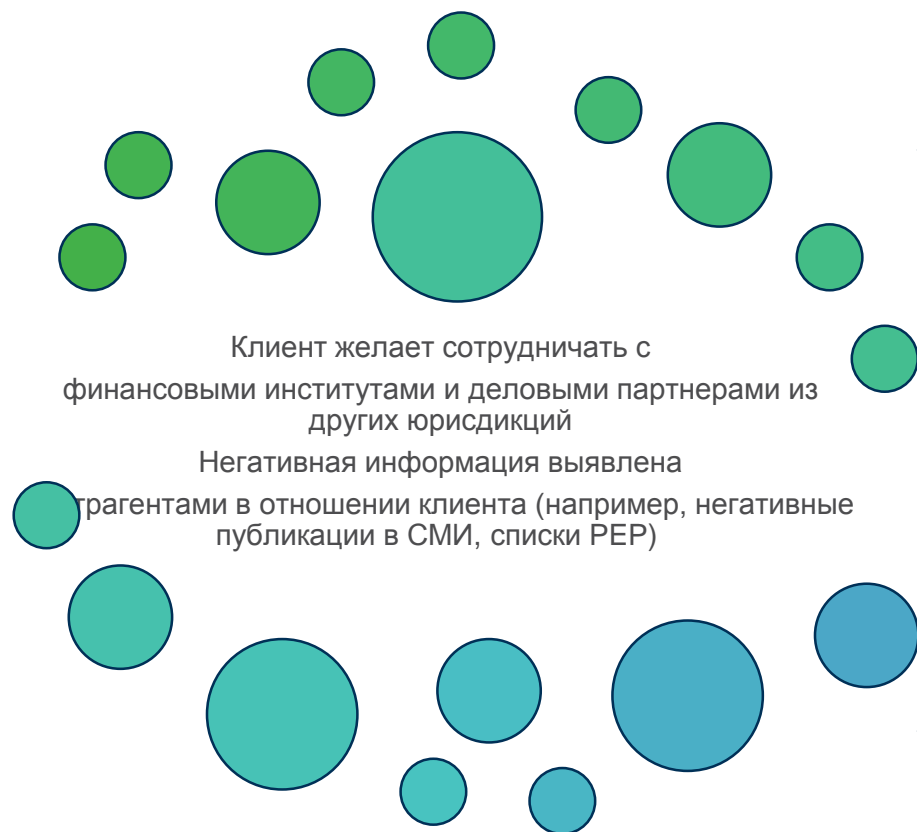 Клиент желает сотрудничать с
финансовыми институтами и деловыми партнерами из
других юрисдикций
Негативная информация выявлена
трагентами в отношении клиента (например, негативные
публикации в СМИ, списки PEP)